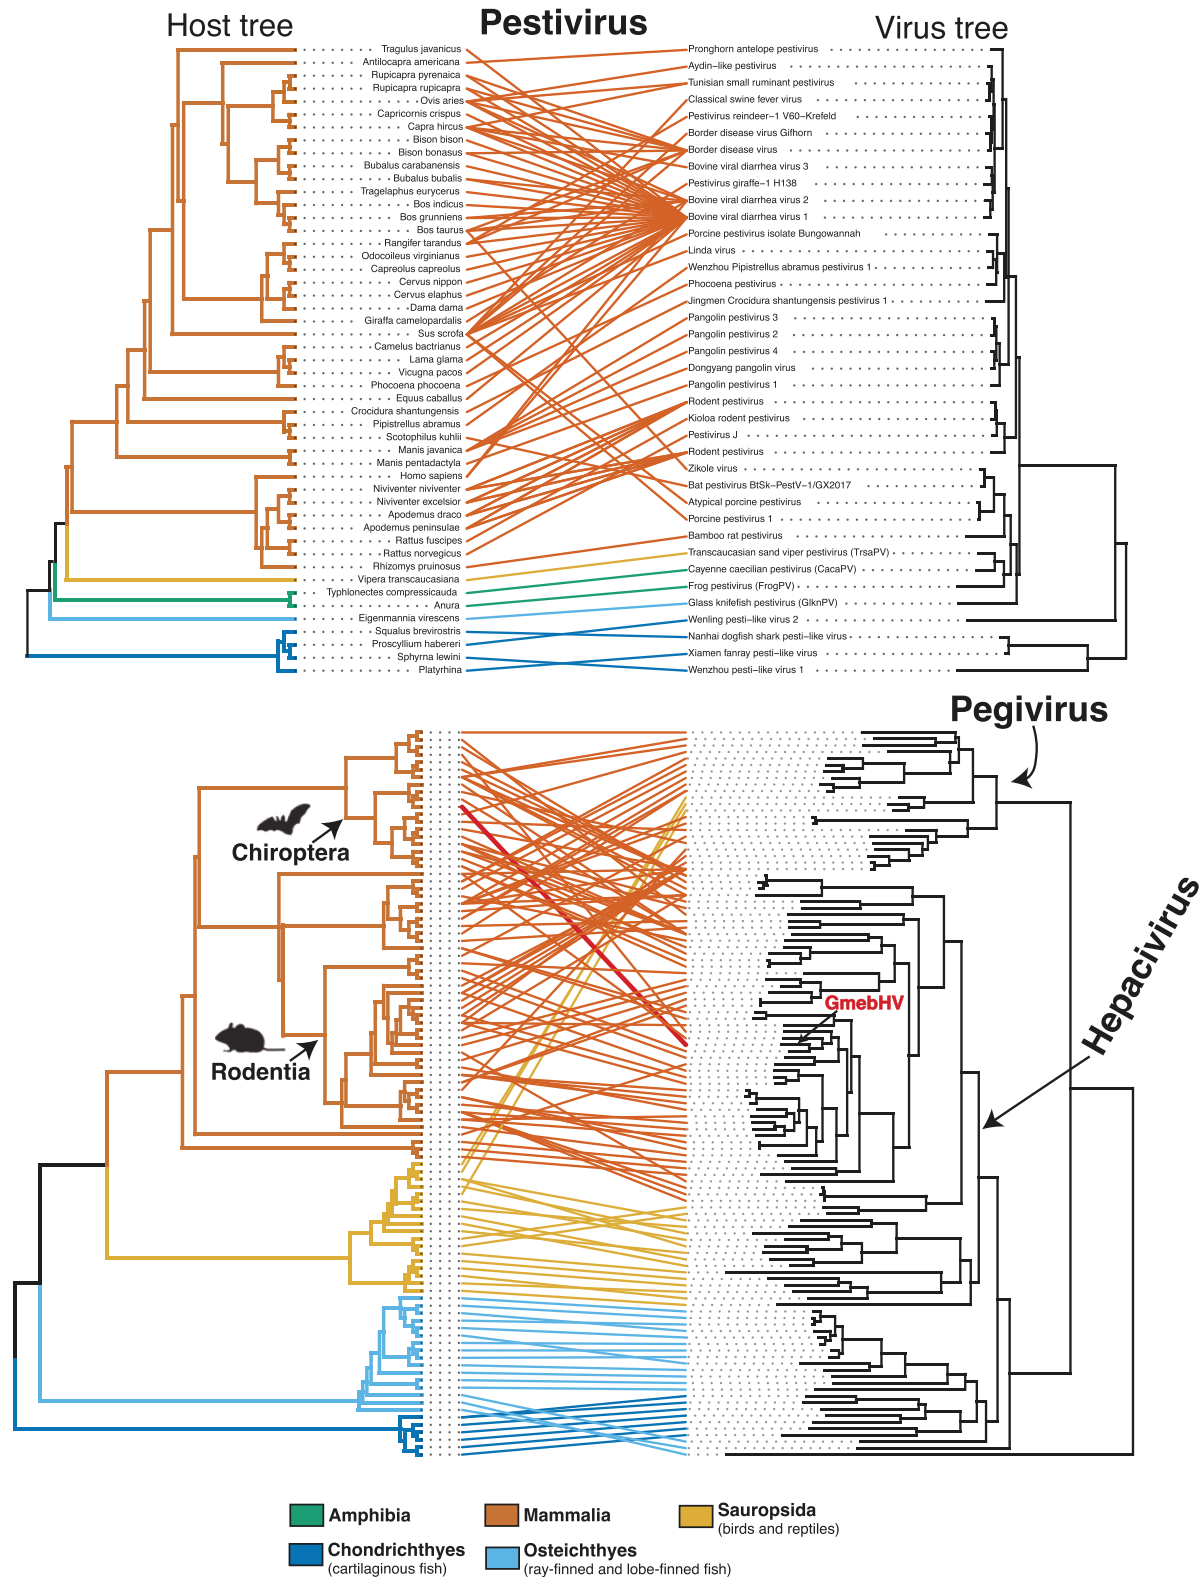 Host tree
Pestivirus
Virus tree
Tragulus javanicus
Antilocapra americana
Rupicapra pyrenaica
Rupicapra rupicapra
Ovis aries
Capricornis crispus
Capra hircus
Bison bison
Bison bonasus
Bubalus carabanensis
Bubalus bubalis
Tragelaphus eurycerus
Bos indicus
Bos grunniens
Bos taurus
Rangifer tarandus
Odocoileus virginianus
Capreolus capreolus
Cervus nippon
Cervus elaphus
Dama dama
Giraffa camelopardalis
Sus scrofa
Camelus bactrianus
Lama glama
Vicugna pacos
Phocoena phocoena
Equus caballus
Crocidura shantungensis
Pipistrellus abramus
Scotophilus kuhlii
Manis javanica
Manis pentadactyla
Homo sapiens
Niviventer niviventer
Niviventer excelsior
Apodemus draco
Apodemus peninsulae
Rattus fuscipes
Rattus norvegicus
Rhizomys pruinosus
Vipera transcaucasiana
Typhlonectes compressicauda
Anura
Eigenmannia virescens
Squalus brevirostris
Proscyllium habereri
Sphyrna lewini
Platyrhina
Pronghorn antelope pestivirus
Aydin−like pestivirus
Tunisian small ruminant pestivirus
Classical swine fever virus
Pestivirus reindeer−1 V60−Krefeld
Border disease virus Gifhorn
Border disease virus
Bovine viral diarrhea virus 3
Pestivirus giraffe−1 H138
Bovine viral diarrhea virus 2
Bovine viral diarrhea virus 1
Porcine pestivirus isolate Bungowannah
Linda virus
Wenzhou Pipistrellus abramus pestivirus 1
Phocoena pestivirus
Jingmen Crocidura shantungensis pestivirus 1
Pangolin pestivirus 3
Pangolin pestivirus 2
Pangolin pestivirus 4
Dongyang pangolin virus
Pangolin pestivirus 1
Rodent pestivirus
Kioloa rodent pestivirus
Pestivirus J
Rodent pestivirus
Zikole virus
Bat pestivirus BtSk−PestV−1/GX2017
Atypical porcine pestivirus
Porcine pestivirus 1
Bamboo rat pestivirus
Transcaucasian sand viper pestivirus (TrsaPV)
Cayenne caecilian pestivirus (CacaPV)
Frog pestivirus (FrogPV)
Glass knifefish pestivirus (GlknPV)
Wenling pesti−like virus 2
Nanhai dogfish shark pesti−like virus
Xiamen fanray pesti−like virus
Wenzhou pesti−like virus 1
Pegivirus
Chiroptera
Hepacivirus
GmebHV
Rodentia
Amphibia
Mammalia
Sauropsida
(birds and reptiles)
Chondrichthyes
(cartilaginous fish)
Osteichthyes
(ray-finned and lobe-finned fish)